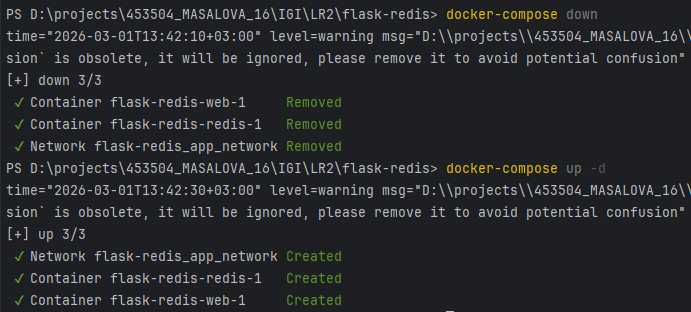 PS D:\projects\453504_MASALOVA_16\IGI\LR2\flask-redis> docker-compose down
time="2026-03-01T13:42:10+03:00" level=warning msg="D:\\projects\\453504_MASALOVA_16\\
sion` is obsolete, it will be ignored, please remove it to avoid potential confusion"
[+] down 3/3
✓ Container flask-redis-web-1 Removed
✓ Container flask-redis-redis-1 Removed
✓ Network flask-redis_app_network Removed
PS D:\projects\453504_MASALOVA_16\IGI\LR2\flask-redis> docker-compose up -d
time="2026-03-01T13:42:30+03:00" level=warning msg="D:\\projects\\453504_MASALOVA_16\\
sion` is obsolete, it will be ignored, please remove it to avoid potential confusion"
[+] up 3/3
✓ Network flask-redis_app_network Created
✓ Container flask-redis-redis-1 Created
✓ Container flask-redis-web-1 Created